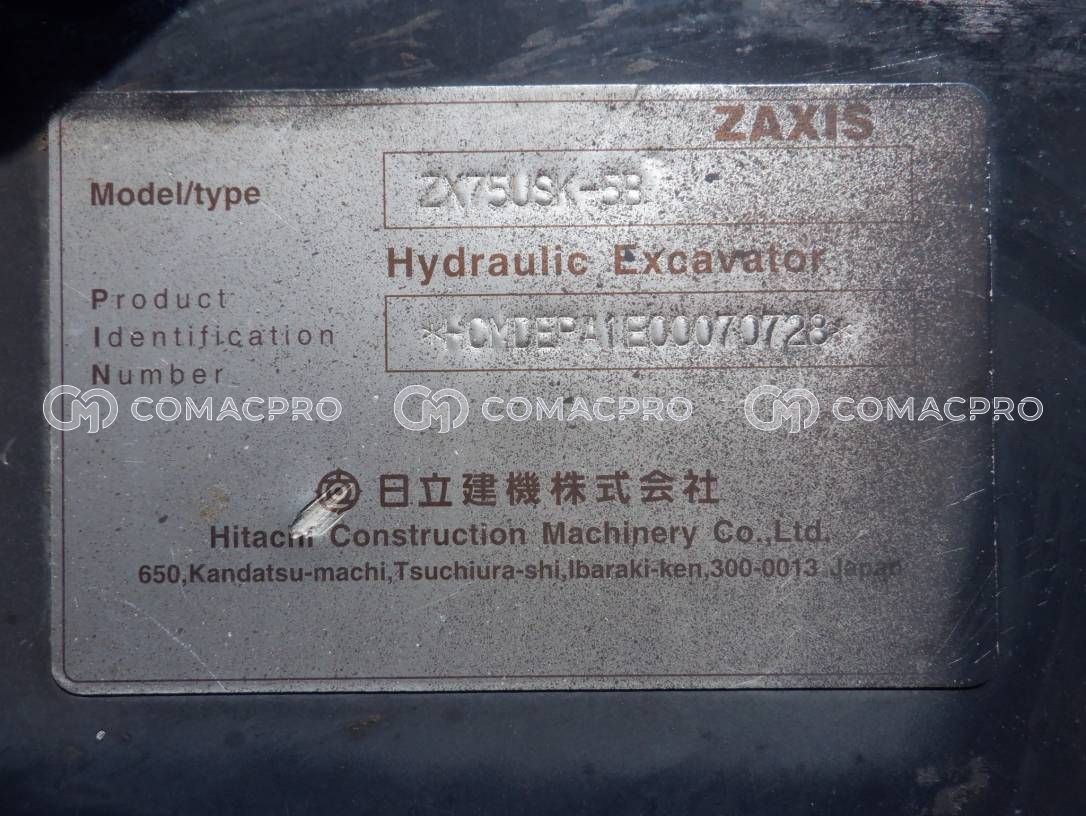 ZAXIS
Model/type ZX75USK-5B
Hydraulic Excavator
Product
Identification *HCMDEPA1E00070728*
Number
COMACPRO COMACPRO COMACPRO
日立建機株式会社
Hitachi Construction Machinery Co.,Ltd.
650,Kandatsu-machi,Tsuchiura-shi,Ibaraki-ken,300-0013 Japan